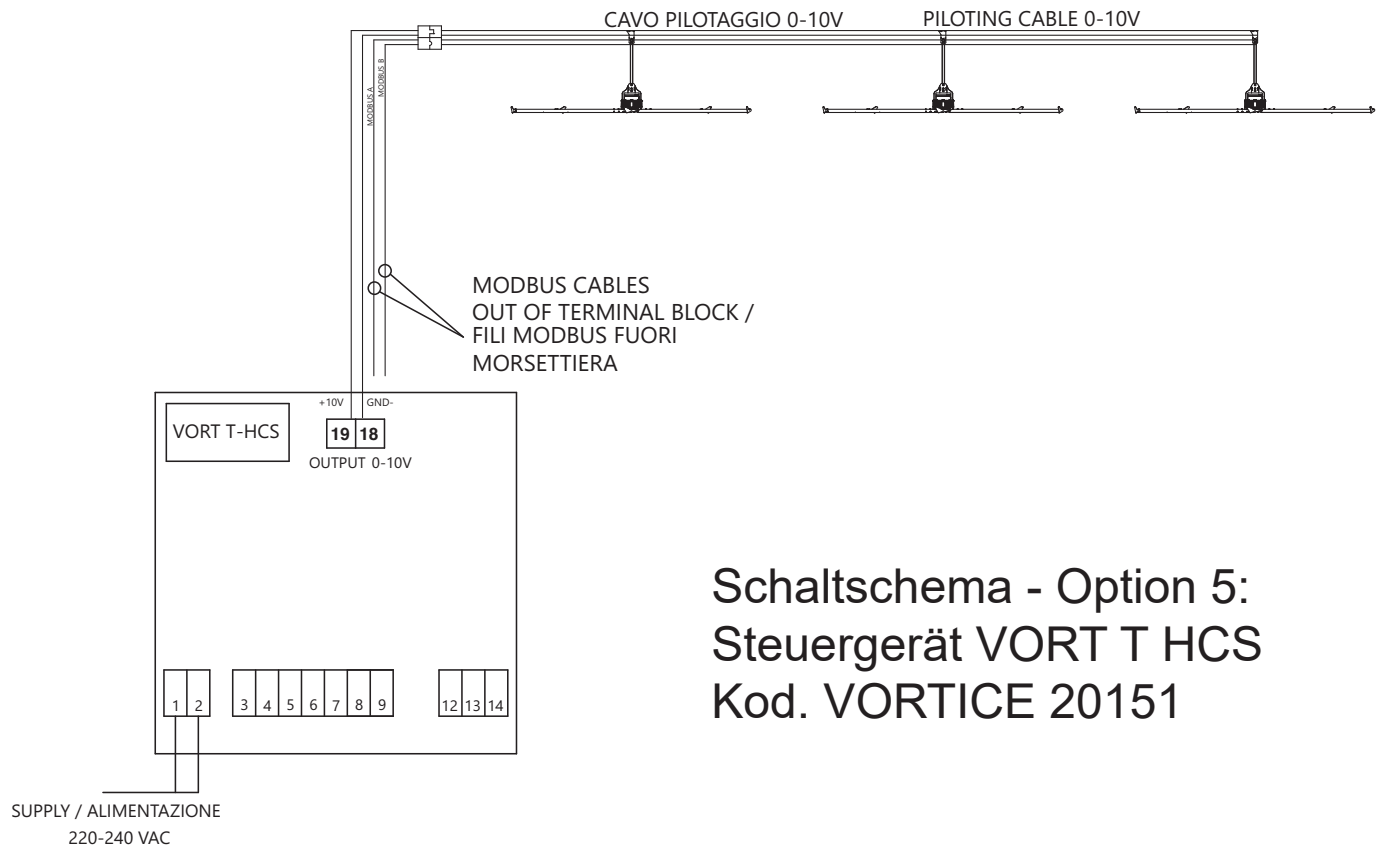 CAVO PILOTAGGIO 0-10V
PILOTING CABLE 0-10V
MODBUS A
MODBUS B
MODBUS CABLES
OUT OF TERMINAL BLOCK /
FILI MODBUS FUORI
MORSETTIERA
+10V GND-
VORT T-HCS
19 18
OUTPUT 0-10V
Schaltschema - Option 5:
Steuergerät VORT T HCS
Kod. VORTICE 20151
1 2 3 4 5 6 7 8 9 12 13 14
SUPPLY / ALIMENTAZIONE
220-240 VAC